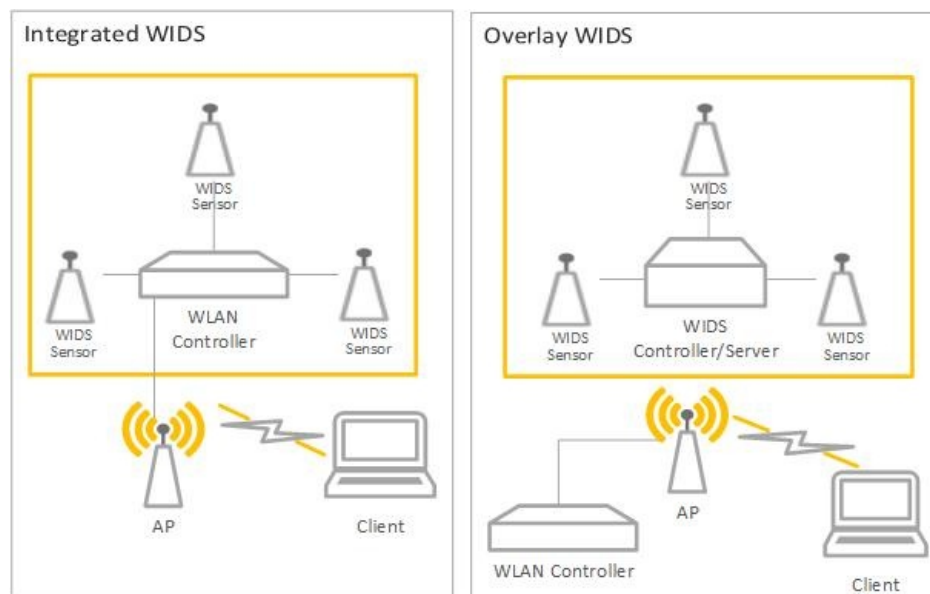 Integrated WIDS
WIDS
Sensor
WIDS
Sensor
WLAN
Controller
WIDS
Sensor
AP
Client
Overlay WIDS
WIDS
Sensor
WIDS
Sensor
WIDS
Controller/Server
WIDS
Sensor
AP
WLAN Controller
Client